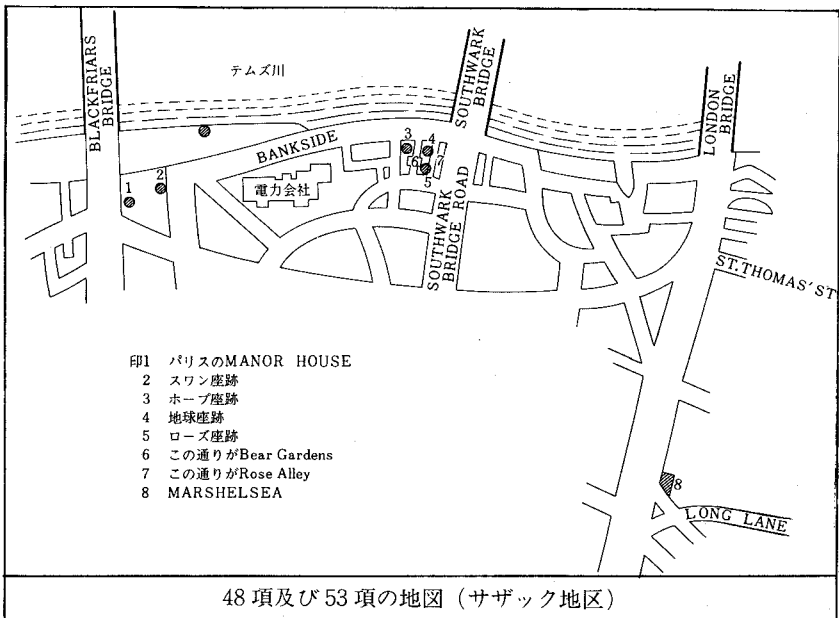 BLACKFRIARS
BRIDGE
テムズ川
SOUTHWARK
BRIDGE
LONDON
BRIDGE
BANKSIDE
3
4
6
7
5
1
2
電力会社
SOUTHWARK
BRIDGE ROAD
ST.THOMAS' ST
印1 パリスのMANOR HOUSE
2 スワン座跡
3 ホープ座跡
4 地球座跡
5 ローズ座跡
6 この通りがBear Gardens
7 この通りがRose Alley
8 MARSHELSEA
8
LONG LANE
48項及び53項の地図(サザック地区)